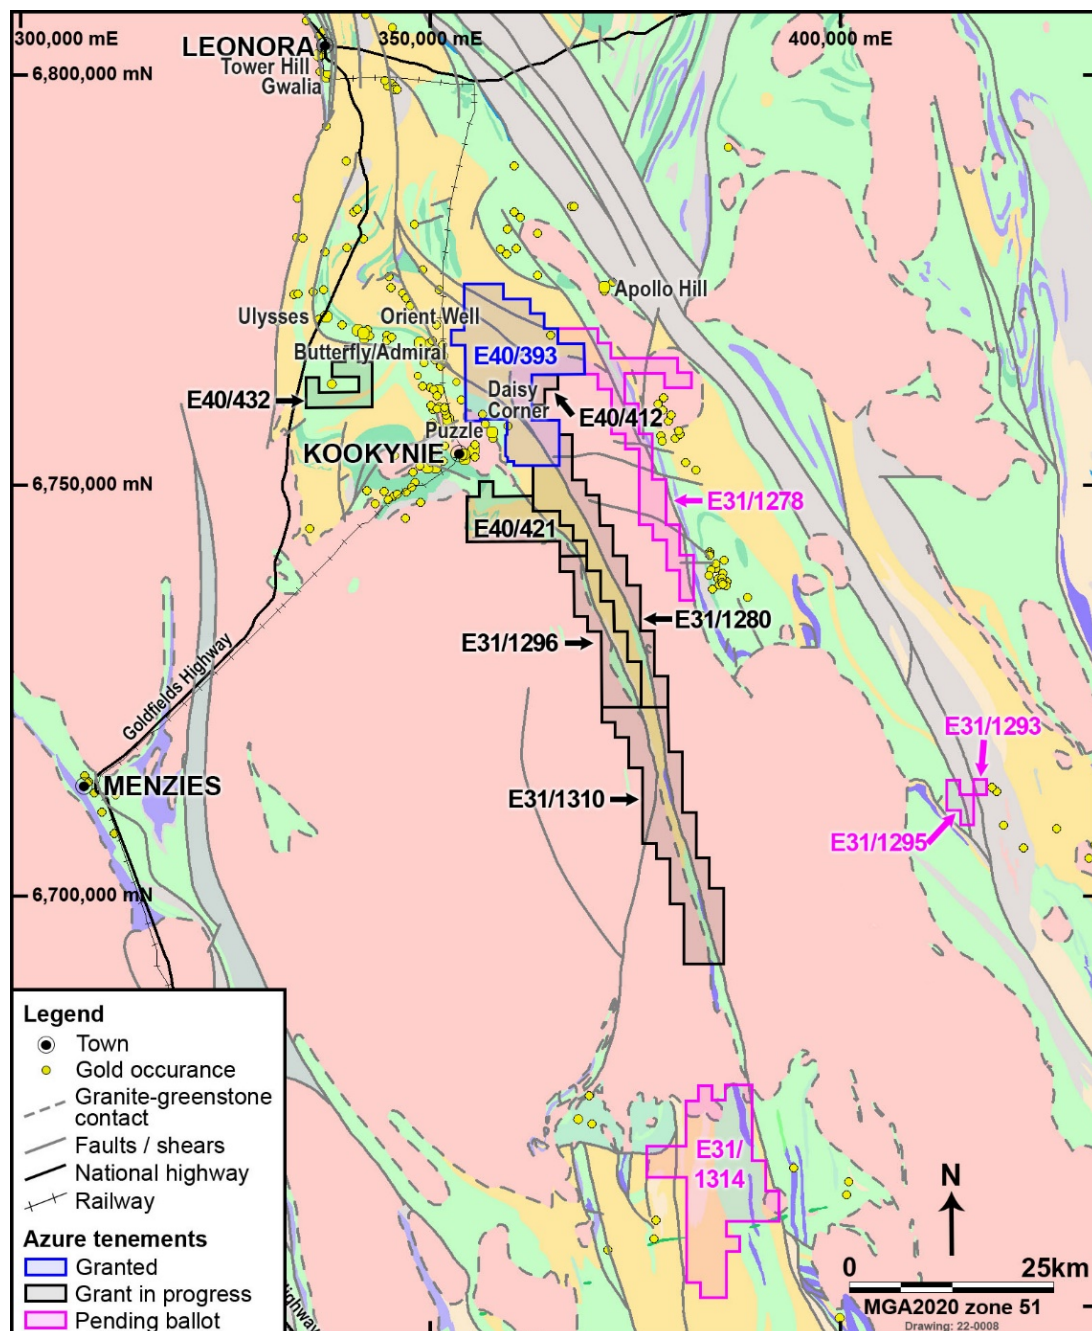 300,000 mE
350,000 mE
400,000 mE
LEONORA
6,800,000 mN
Tower Hill
Gwalia
Apollo Hill
Ulysses
Orient Well
Butterfly/Admiral
E40/393
E40/432
Daisy
Corner
E40/412
Puzzle
KOOKYNIE
6,750,000 mN
E31/1278
E40/421
E31/1280
E31/1296
Goldfields Highway
E31/1293
MENZIES
E31/1310
E31/1295
6,700,000 mN
Legend
Town
Gold occurance
Granite-greenstone
contact
Faults / shears
National highway
Railway
Azure tenements
Granted
Grant in progress
Pending ballot
Highway
E31/
1314
N
0 25km
MGA2020 zone 51
Drawing: 22-0008